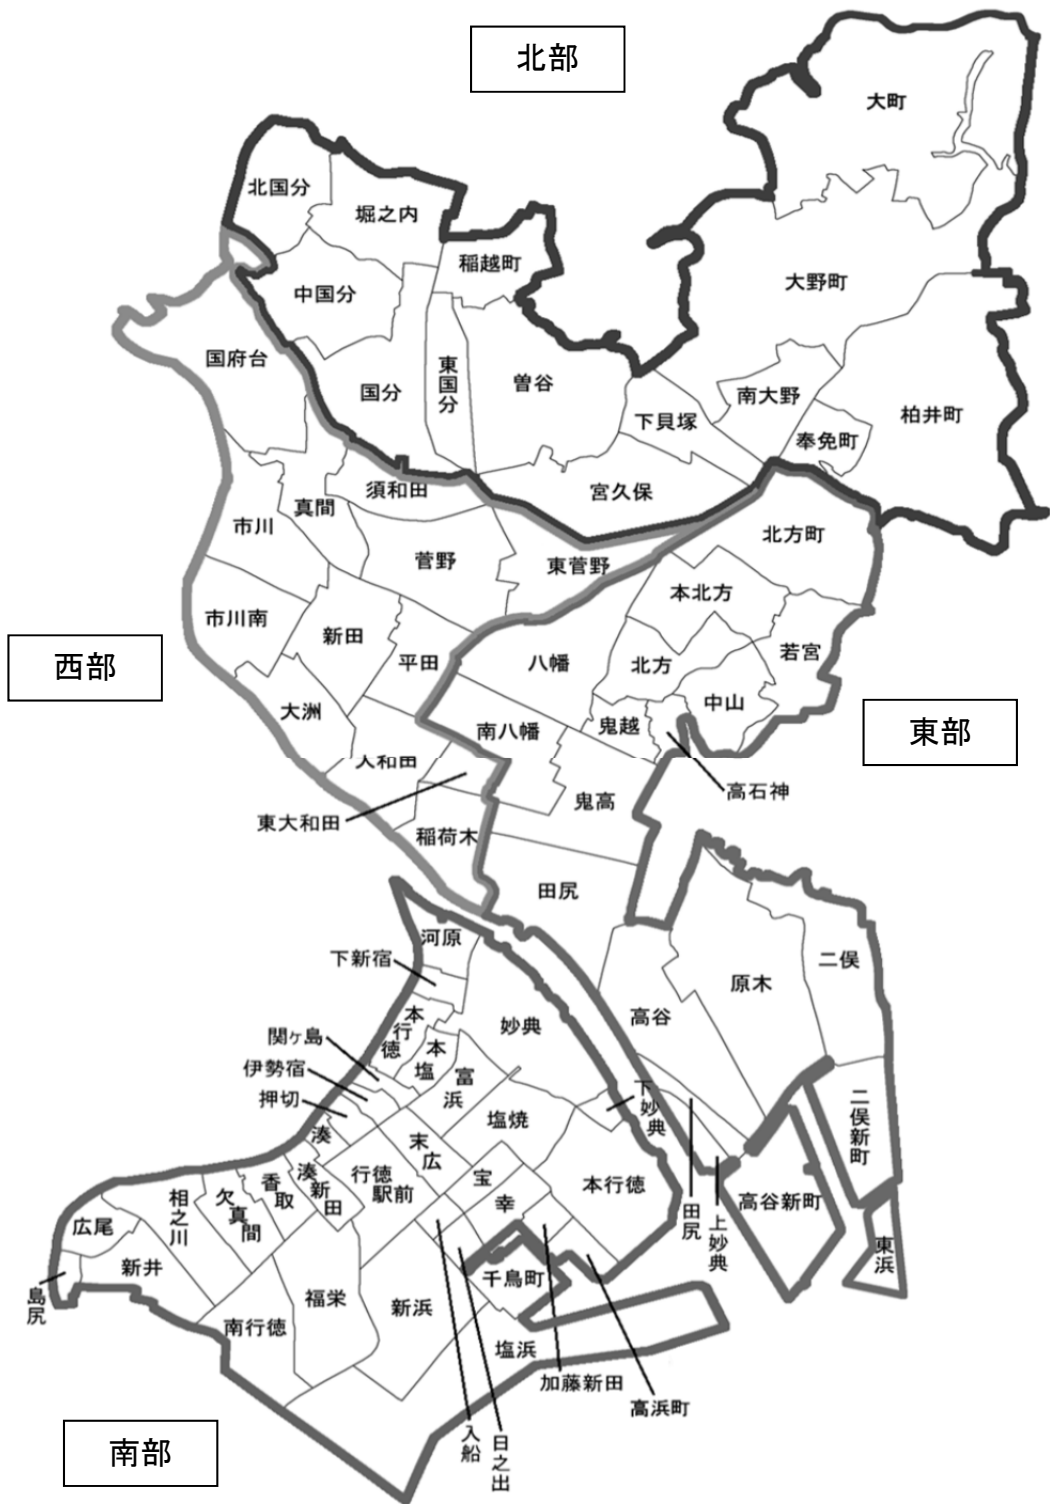 北部
大町
北国分
堀之内
稲越町
大野町
中国分
国府台
国分
東国分
曽谷
南大野
下貝塚
奉免町
柏井町
須和田
宮久保
真間
市川
菅野
東菅野
北方町
本北方
市川南
新田
平田
八幡
北方
若宮
西部
大洲
中山
南八幡
鬼越
東部
大和田
高石神
鬼高
東大和田
稲荷木
田尻
河原
下新宿
二俣
原木
高谷
本行徳
妙典
関ヶ島
本塩
伊勢宿
富浜
押切
下妙典
塩焼
二俣新町
湊
末広
行徳駅前
宝
本行徳
湊新田
香取
幸
高谷新町
田尻
上妙典
相之川
欠真間
広尾
東浜
新井
千鳥町
島尻
福栄
新浜
南行徳
塩浜
加藤新田
高浜町
入船
日之出
南部